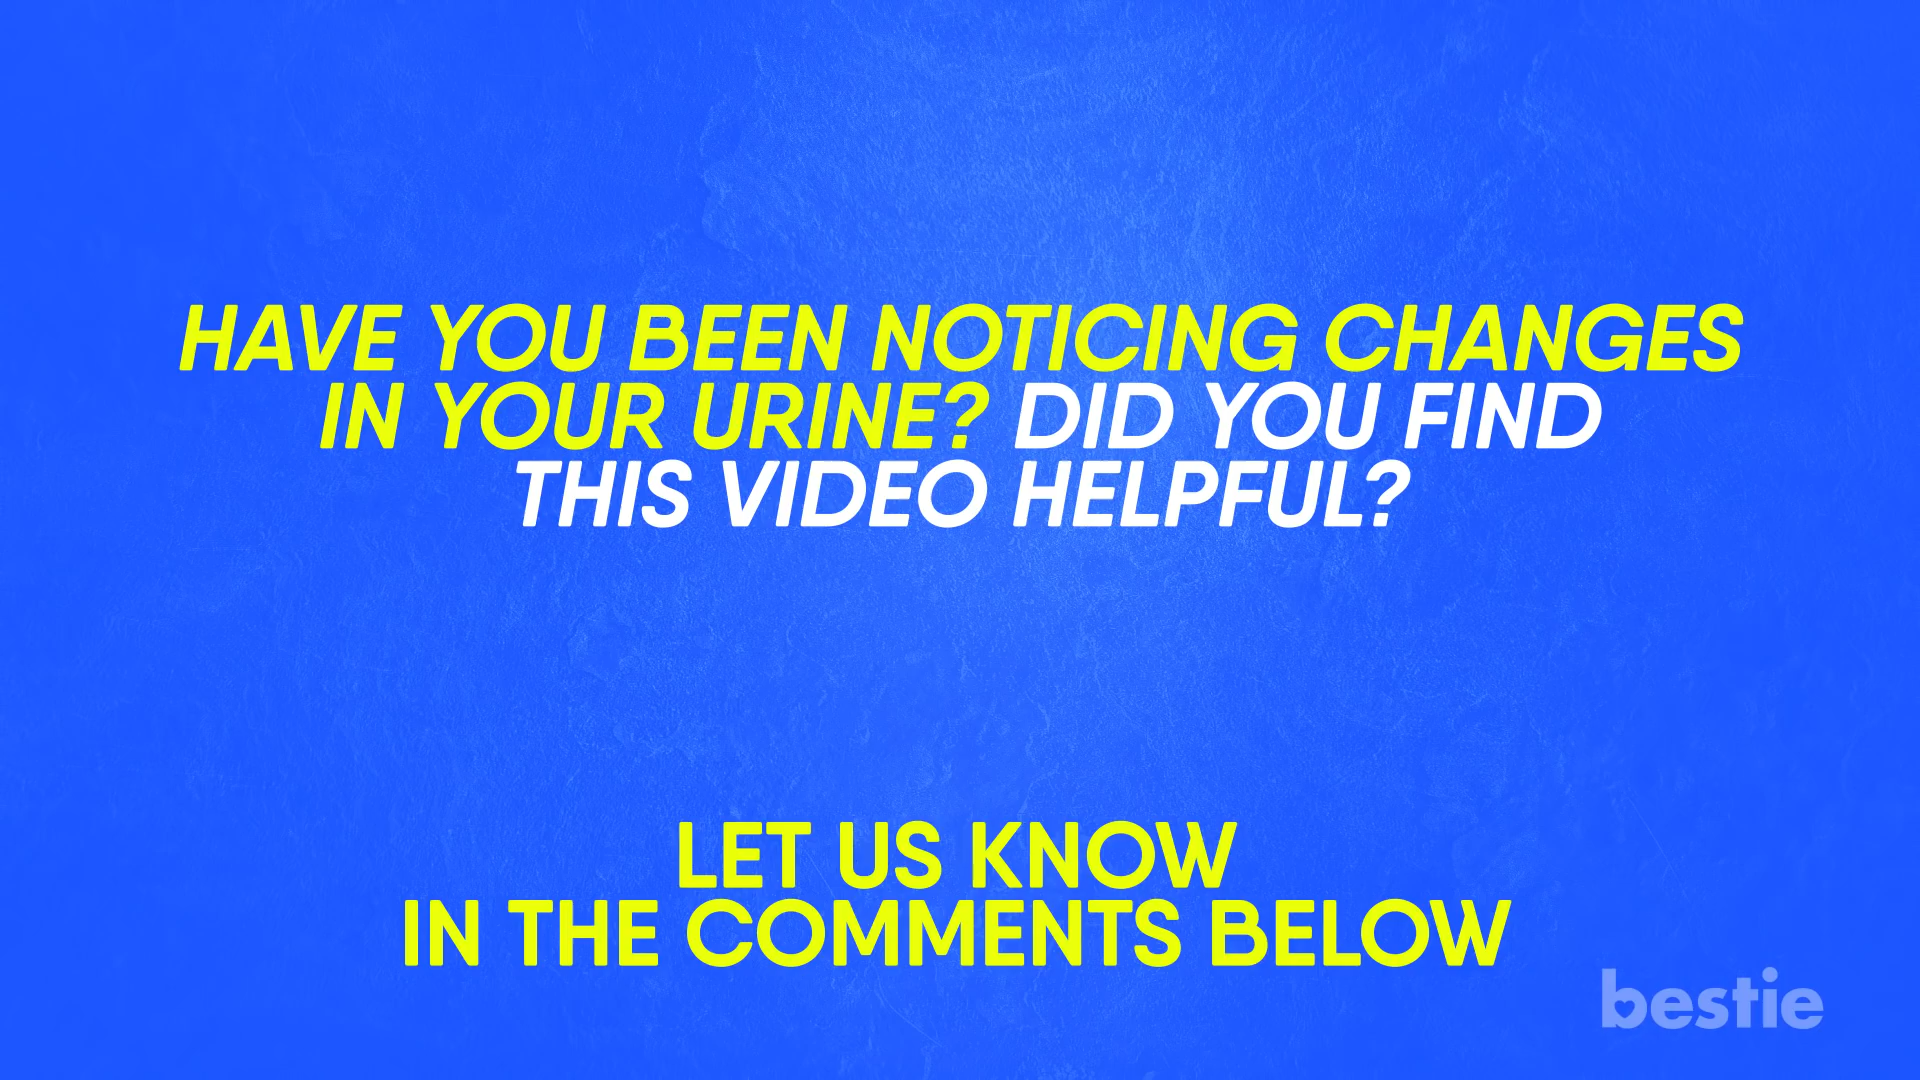 HAVE YOU BEEN NOTICING CHANGES
IN YOUR URINE? DID YOU FIND
THIS VIDEO HELPFUL?
LET US KNOW
IN THE COMMENTS BELOW
bestie